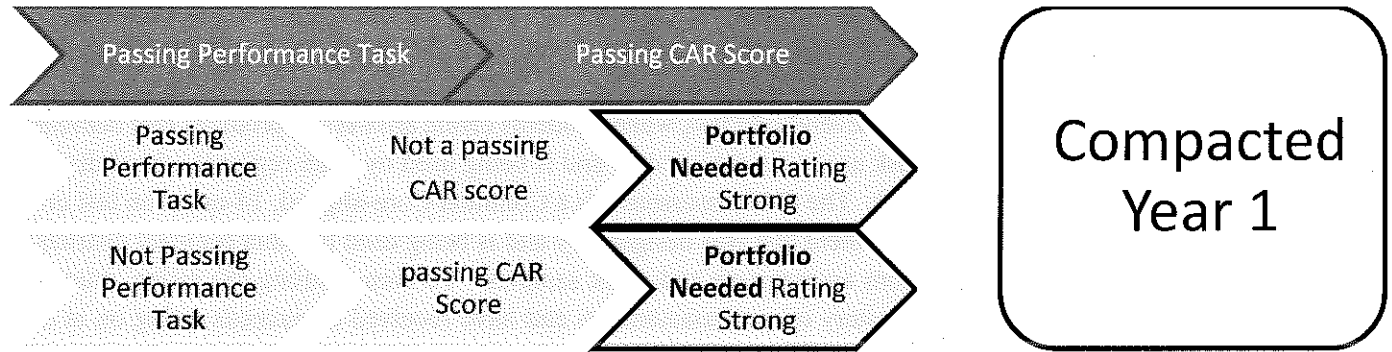 Passing Performance Task
Passing CAR Score
Passing
Performance
Task
Not a passing
CAR score
Portfolio
Needed Rating
Strong
Not Passing
Performance
Task
passing CAR
Score
Portfolio
Needed Rating
Strong
Compacted
Year 1